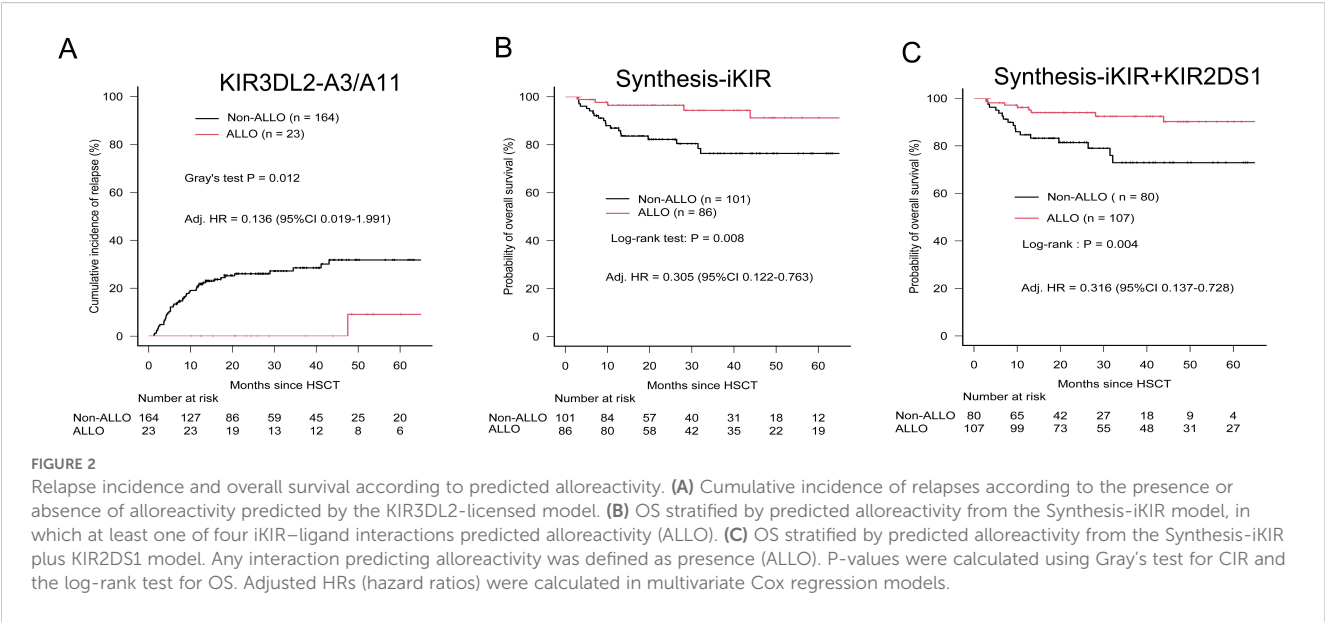 A
KIR3DL2-A3/A11
Cumulative incidence of relapse (%)
100
80
60
40
20
0
Non-ALLO (n = 164)
ALLO (n = 23)
Gray's test P = 0.012
Adj. HR = 0.136 (95%CI 0.019-1.991)
0 10 20 30 40 50 60
Months since HSCT
Number at risk
Non-ALLO 164 127 86 59 45 25 20
ALLO 23 23 19 13 12 8 6
B
Synthesis-iKIR
Probability of overall survival (%)
100
80
60
40
20
0
Non-ALLO (n = 101)
ALLO (n = 86)
Log-rank test: P = 0.008
Adj. HR = 0.305 (95%CI 0.122-0.763)
0 10 20 30 40 50 60
Months since HSCT
Number at risk
Non-ALLO 101 84 57 40 31 18 12
ALLO 86 80 58 42 35 22 19
C
Synthesis-iKIR+KIR2DS1
Probability of overall survival (%)
100
80
60
40
20
0
Non-ALLO ( n = 80)
ALLO (n = 107)
Log-rank : P = 0.004
Adj. HR = 0.316 (95%CI 0.137-0.728)
0 10 20 30 40 50 60
Months since HSCT
Number at risk
Non-ALLO 80 65 42 27 18 9 4
ALLO 107 99 73 55 48 31 27
FIGURE 2
Relapse incidence and overall survival according to predicted alloreactivity. (A) Cumulative incidence of relapses according to the presence or
absence of alloreactivity predicted by the KIR3DL2-licensed model. (B) OS stratified by predicted alloreactivity from the Synthesis-iKIR model, in
which at least one of four iKIR–ligand interactions predicted alloreactivity (ALLO). (C) OS stratified by predicted alloreactivity from the Synthesis-iKIR
plus KIR2DS1 model. Any interaction predicting alloreactivity was defined as presence (ALLO). P-values were calculated using Gray's test for CIR and
the log-rank test for OS. Adjusted HRs (hazard ratios) were calculated in multivariate Cox regression models.